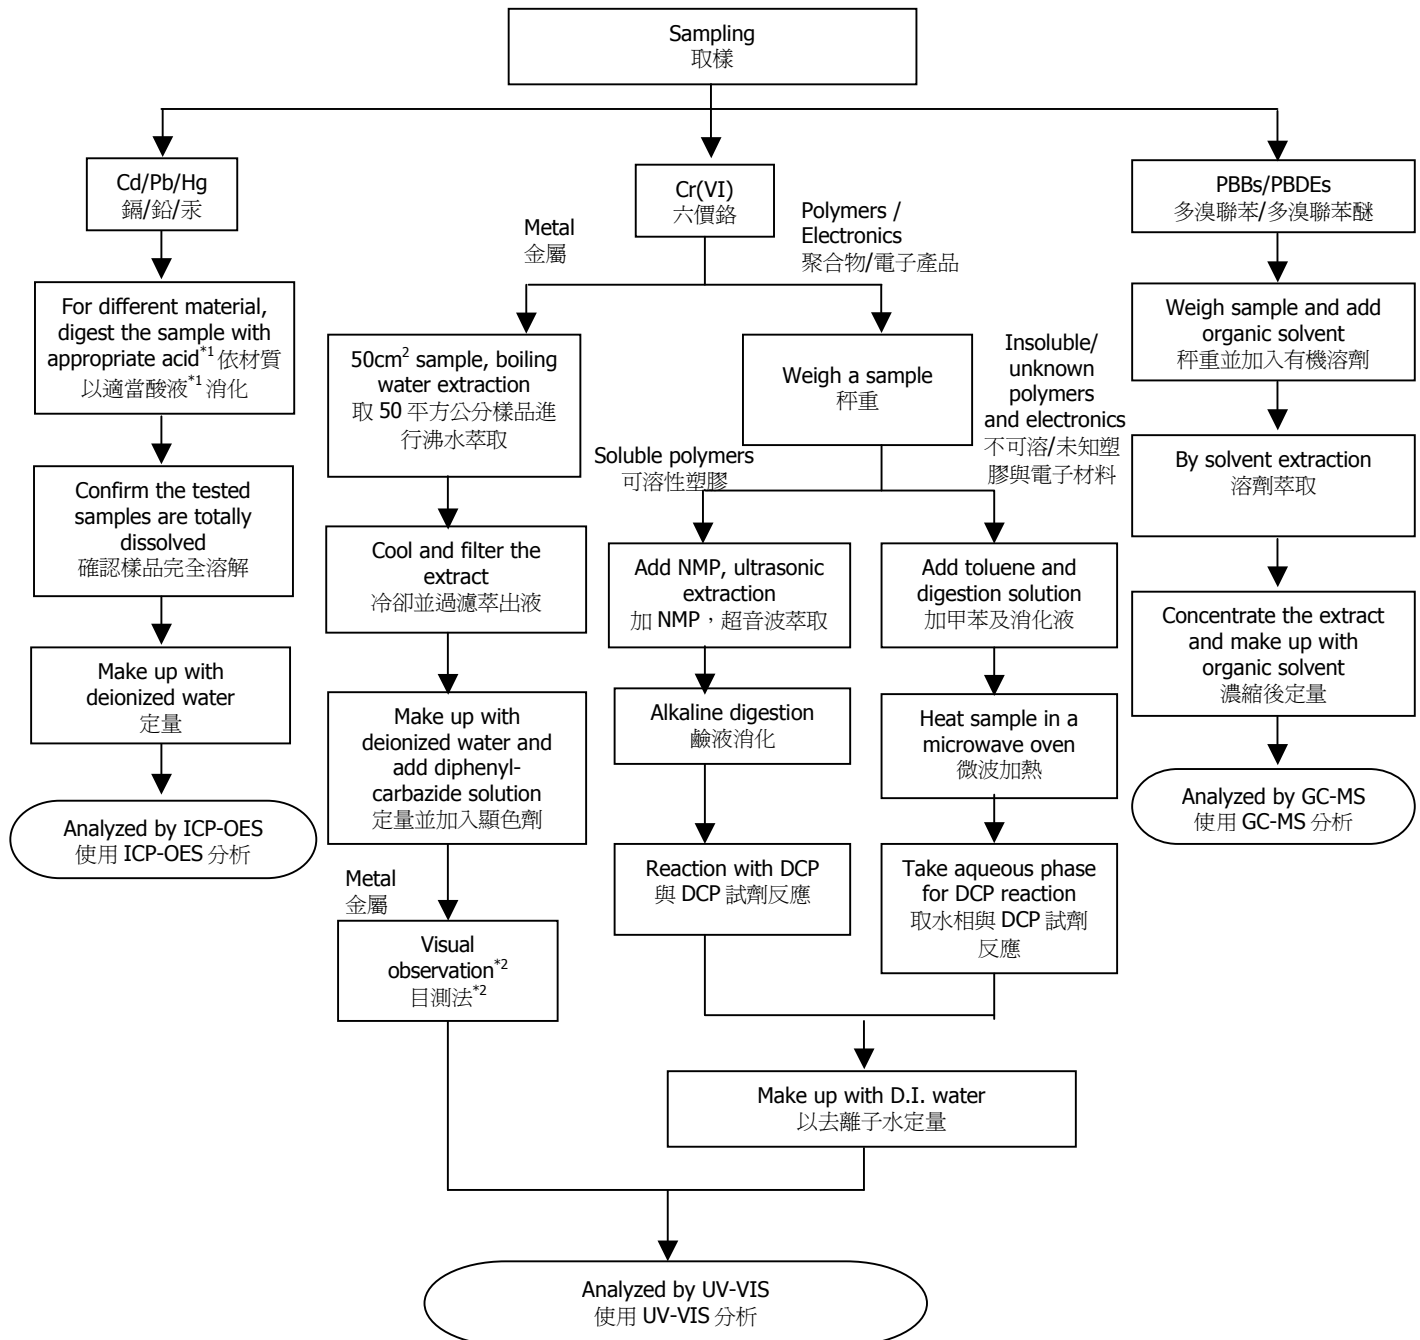 Sampling
取樣
Cd/Pb/Hg
鎘/鉛/汞
For different material,
digest the sample with
appropriate acid*1 依材質
以適當酸液*1 消化
Confirm the tested
samples are totally
dissolved
確認樣品完全溶解
Make up with
deionized water
定量
Analyzed by ICP-OES
使用 ICP-OES 分析
Cr(VI)
六價鉻
Metal
金屬
Polymers /
Electronics
聚合物/電子產品
50cm2 sample, boiling
water extraction
取 50 平方公分樣品進
行沸水萃取
Cool and filter the
extract
冷卻並過濾萃出液
Make up with
deionized water and
add diphenyl-
carbazide solution
定量並加入顯色劑
Metal
金屬
Visual
observation*2
目測法*2
Weigh a sample
秤重
Soluble polymers
可溶性塑膠
Insoluble/
unknown
polymers
and electronics
不可溶/未知塑
膠與電子材料
Add NMP, ultrasonic
extraction
加 NMP，超音波萃取
Alkaline digestion
鹼液消化
Reaction with DCP
與 DCP 試劑反應
Add toluene and
digestion solution
加甲苯及消化液
Heat sample in a
microwave oven
微波加熱
Take aqueous phase
for DCP reaction
取水相與 DCP 試劑
反應
Make up with D.I. water
以去離子水定量
Analyzed by UV-VIS
使用 UV-VIS 分析
PBBs/PBDEs
多溴聯苯/多溴聯苯醚
Weigh sample and add
organic solvent
秤重並加入有機溶劑
By solvent extraction
溶劑萃取
Concentrate the extract
and make up with
organic solvent
濃縮後定量
Analyzed by GC-MS
使用 GC-MS 分析